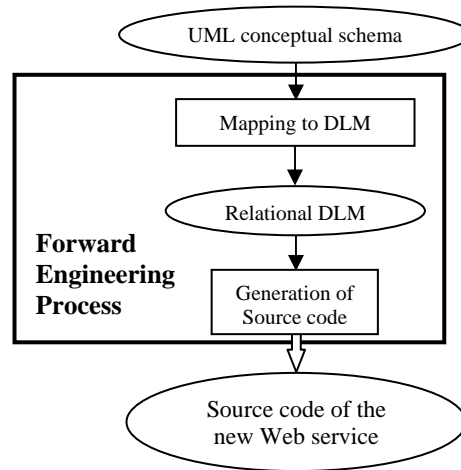 UML conceptual schema
Mapping to DLM
Relational DLM
Forward
Engineering
Process
Generation of
Source code
Source code of the
new Web service